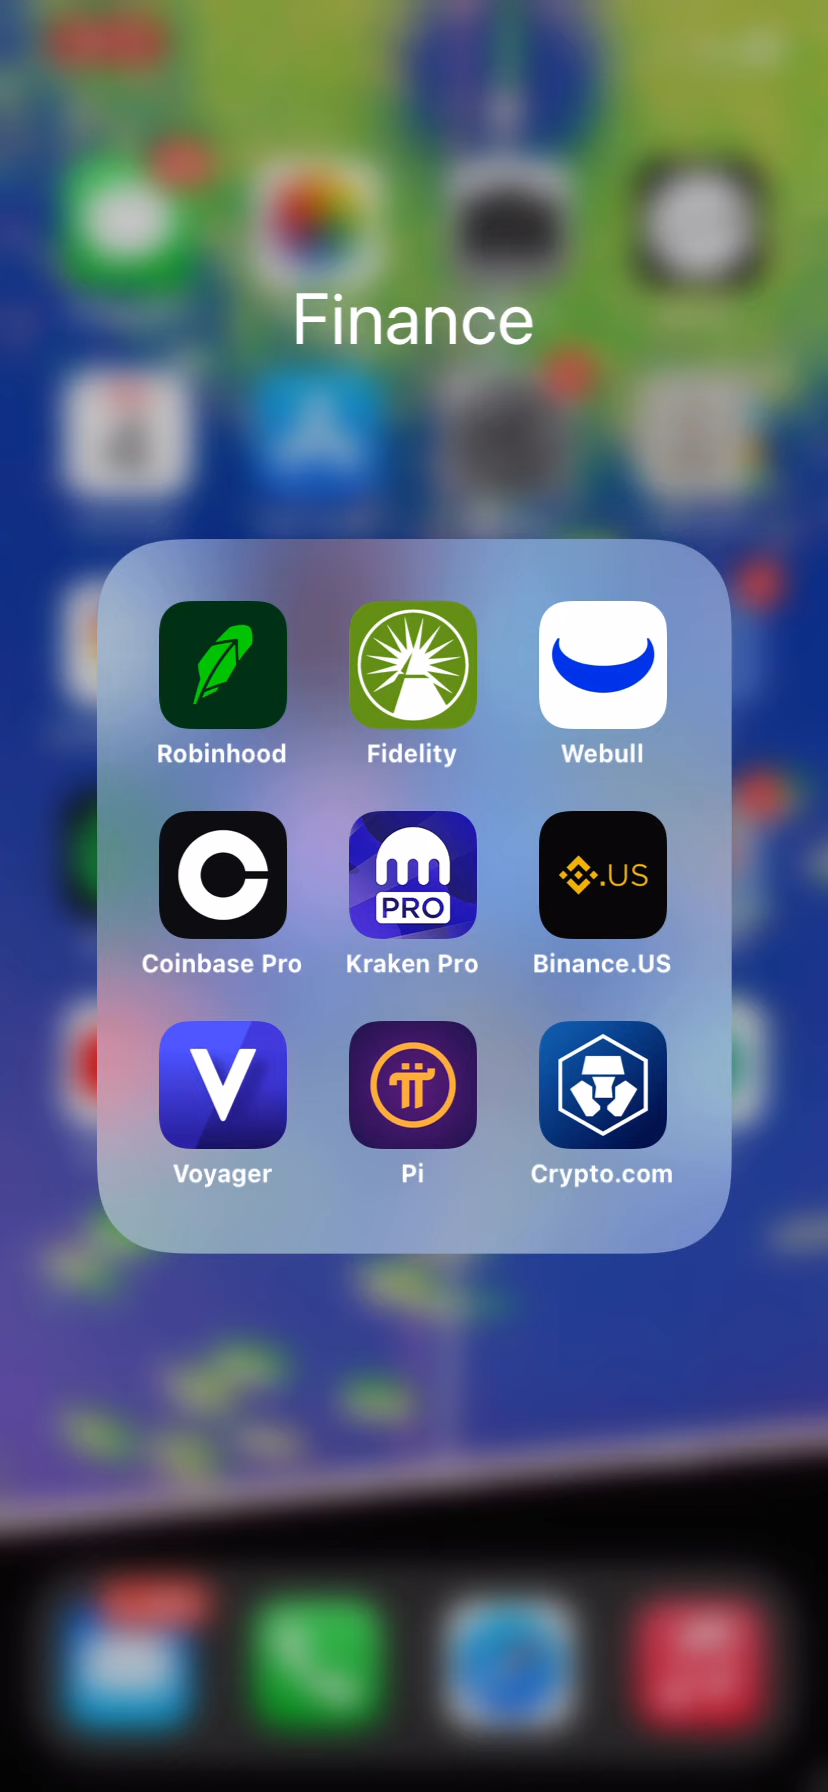 Finance
Robinhood
Fidelity
Webull
PRO
.US
Coinbase Pro
Kraken Pro
Binance.US
Voyager
Pi
Crypto.com